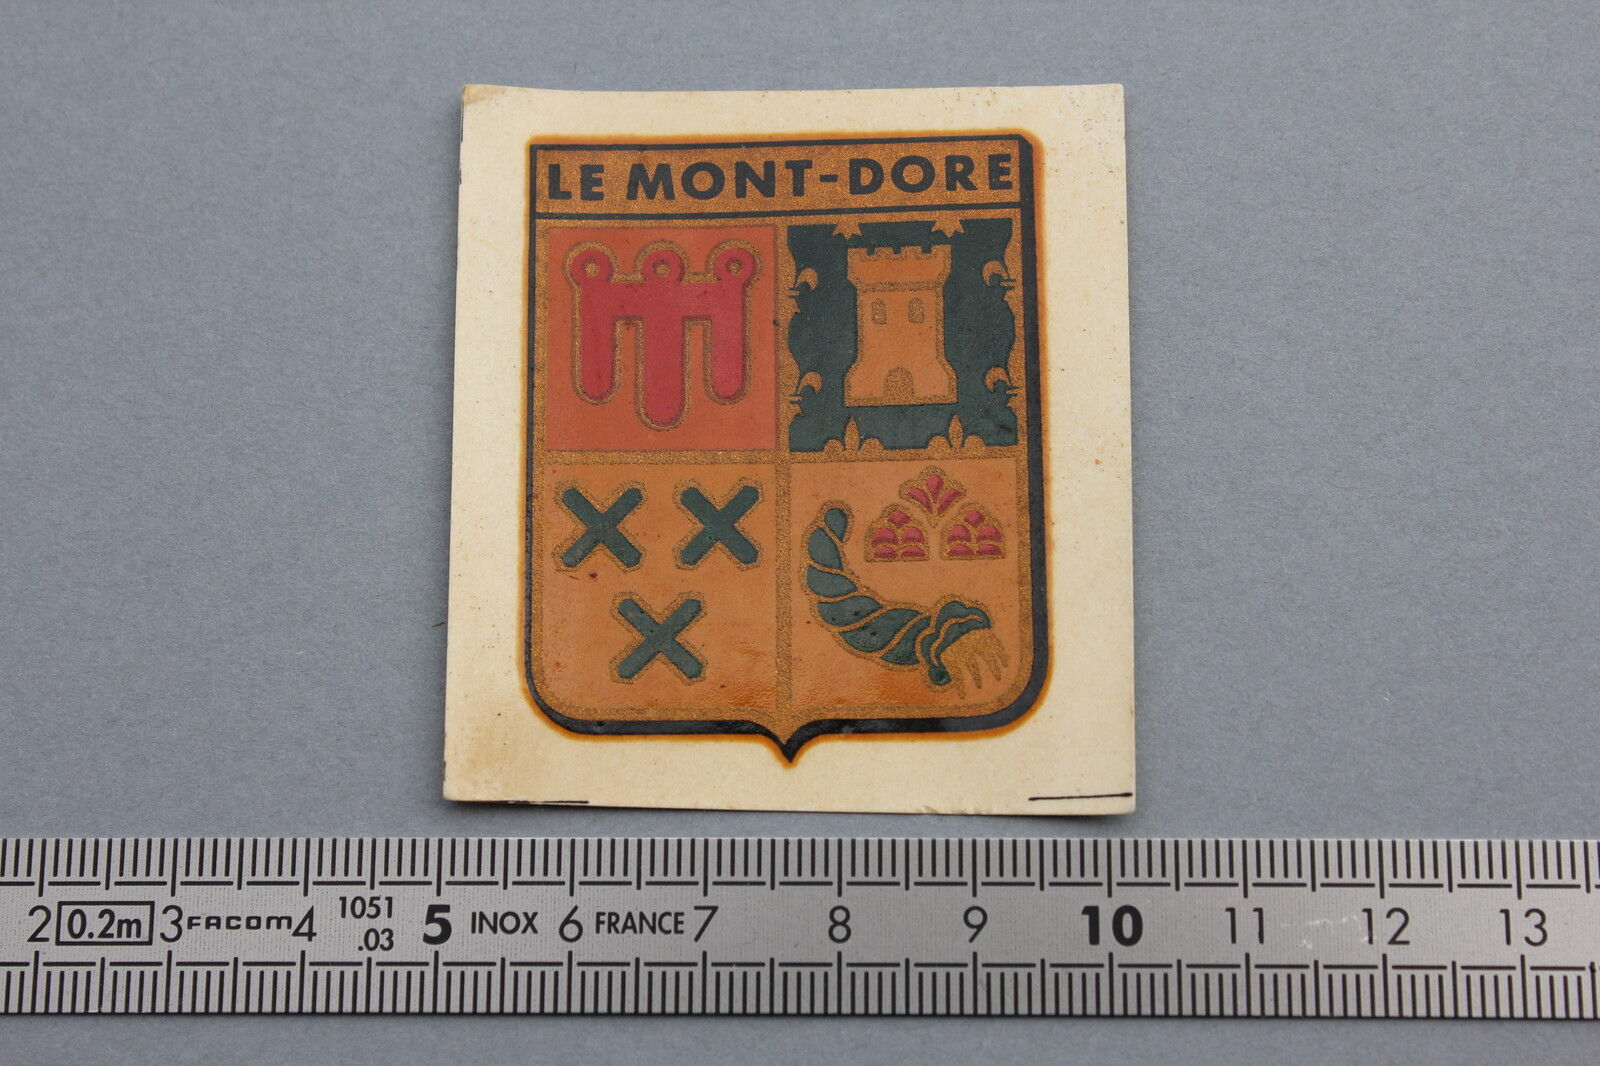 LE MONT-DORE
2 0.2m 3 FACOM 4 1051 .03 5 INOX 6 FRANCE 7 8 9 10 11 12 13